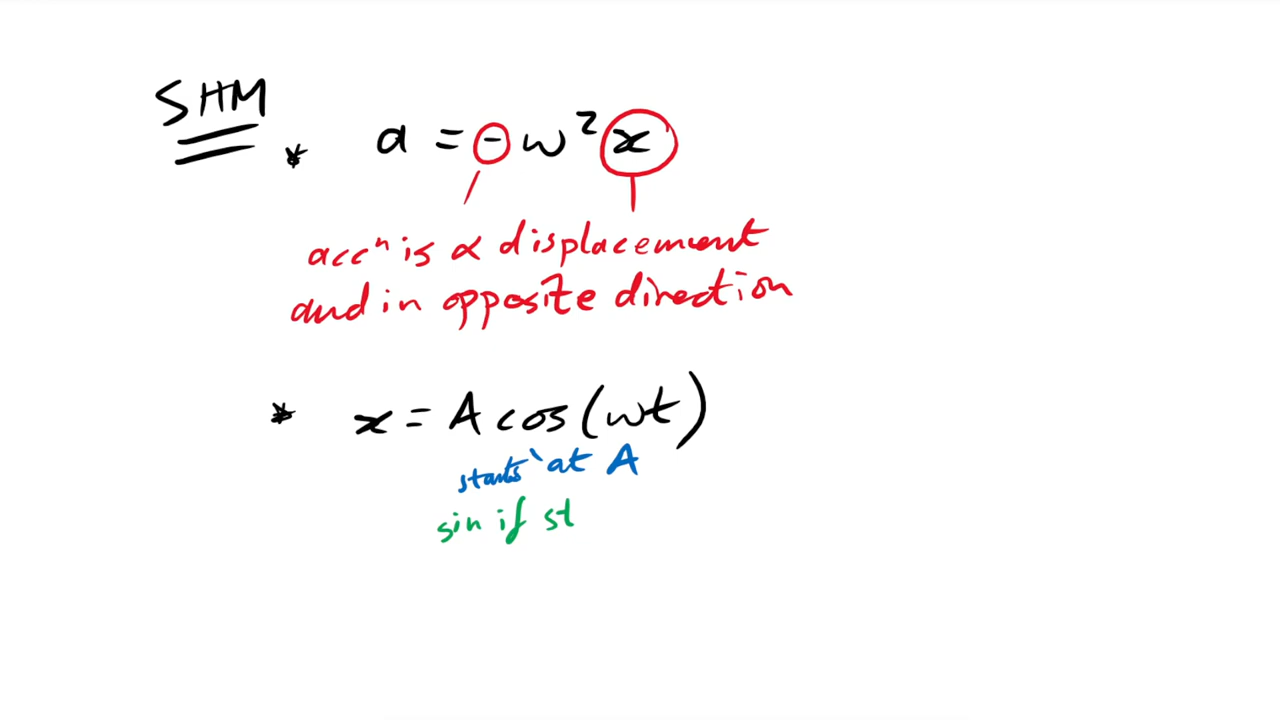 SHM
* a = -ω²x
accⁿ is ∝ displacement
and in opposite direction
* x = A cos(ωt)
starts at A
sin if st